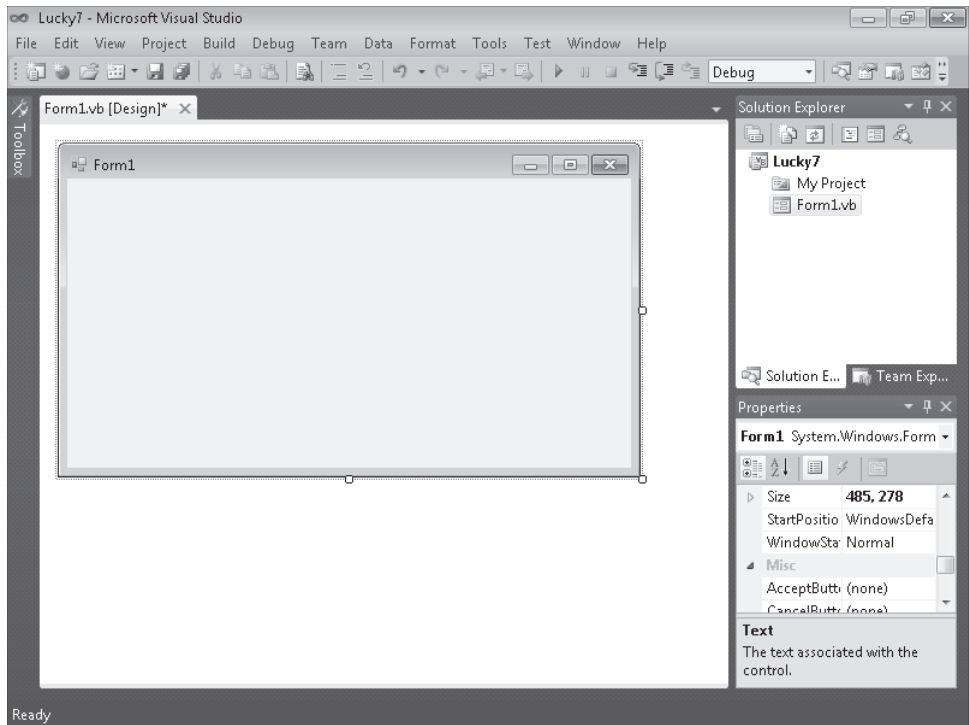 Lucky7 - Microsoft Visual Studio
File Edit View Project Build Debug Team Data Format Tools Test Window Help
Debug
Toolbox
Form1.vb [Design]*
Form1
Solution Explorer
Lucky7
My Project
Form1.vb
Solution E... Team Exp...
Properties
Form1 System.Windows.Form
Size 485, 278
StartPositio WindowsDefa
WindowSta Normal
Misc
AcceptButt (none)
CancelButt (none)
Text
The text associated with the
control.
Ready